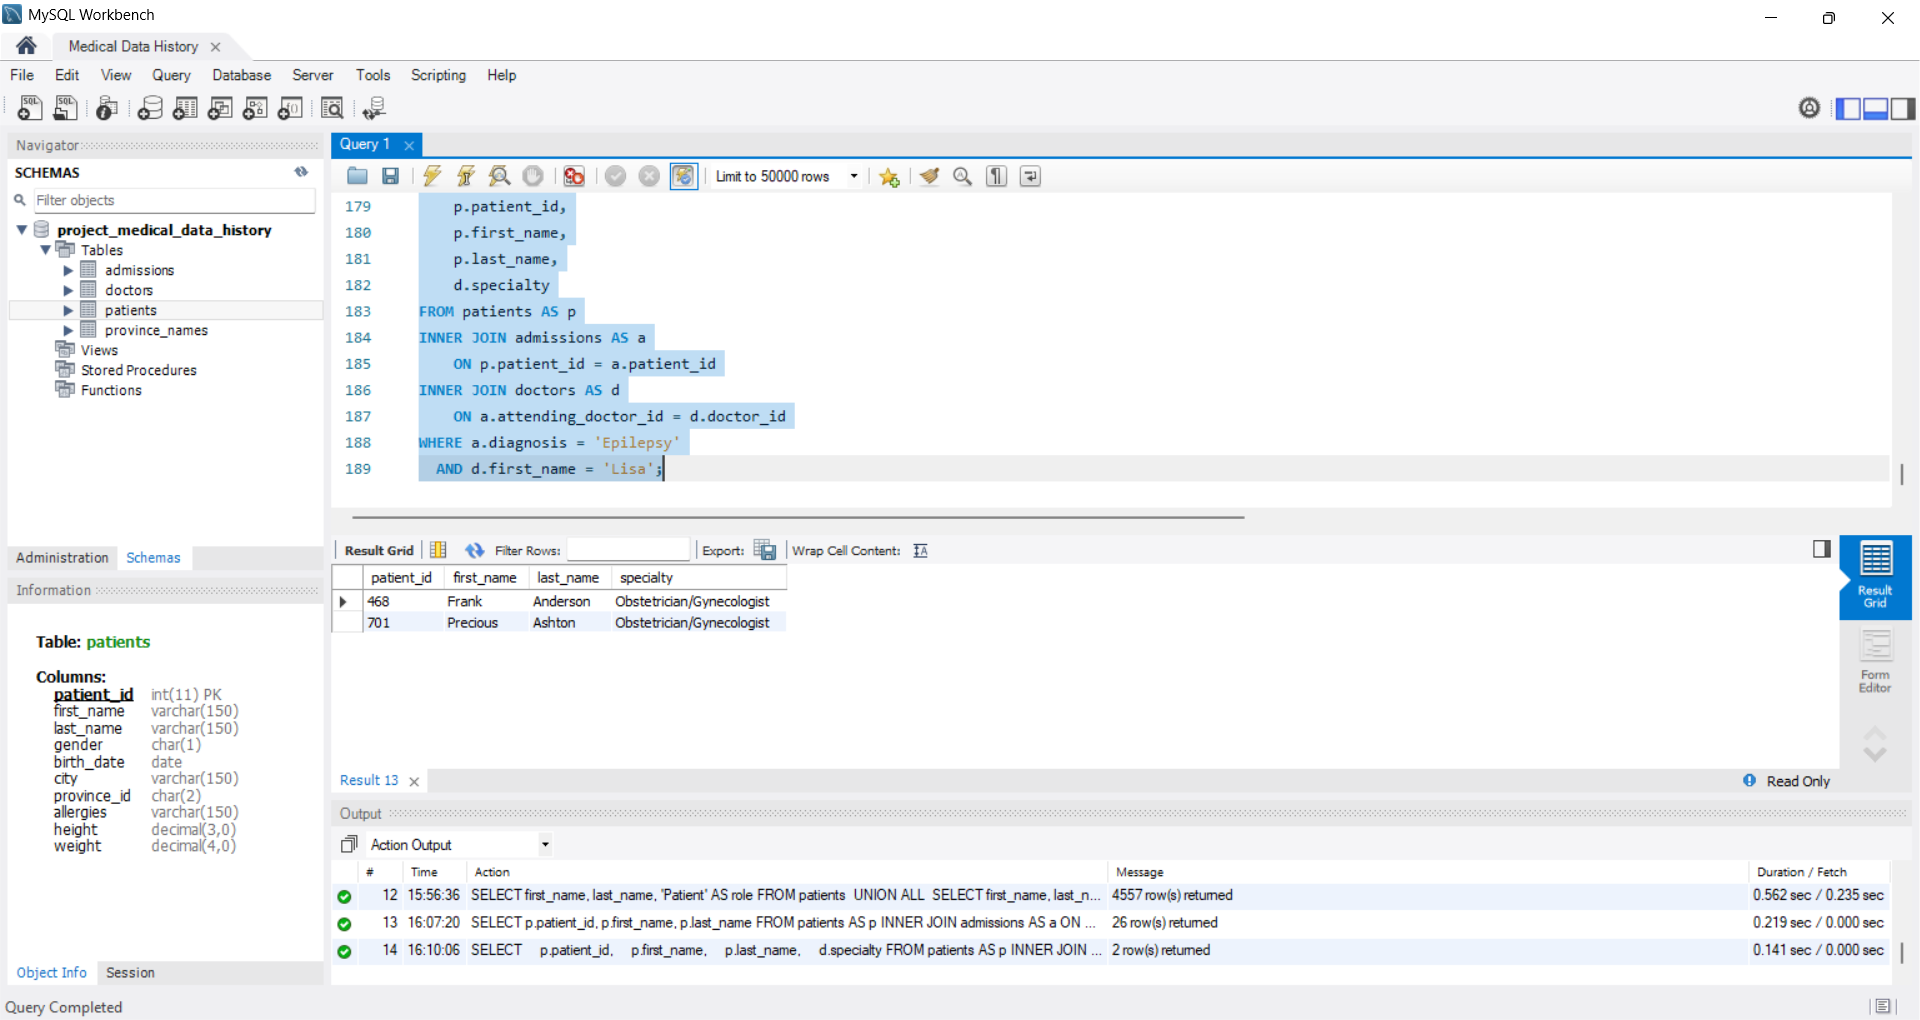 MySQL Workbench
Medical Data History
File Edit View Query Database Server Tools Scripting Help
Navigator
SCHEMAS
Filter objects
project_medical_data_history
Tables
admissions
doctors
patients
province_names
Views
Stored Procedures
Functions
Administration Schemas
Information
Table: patients
Columns:
patient_id int(11) PK
first_name varchar(150)
last_name varchar(150)
gender char(1)
birth_date date
city varchar(150)
province_id char(2)
allergies varchar(150)
height decimal(3,0)
weight decimal(4,0)
Object Info Session
Query 1
Limit to 50000 rows
179 p.patient_id,
180 p.first_name,
181 p.last_name,
182 d.specialty
183 FROM patients AS p
184 INNER JOIN admissions AS a
185 ON p.patient_id = a.patient_id
186 INNER JOIN doctors AS d
187 ON a.attending_doctor_id = d.doctor_id
188 WHERE a.diagnosis = 'Epilepsy'
189 AND d.first_name = 'Lisa';
Result Grid Filter Rows: Export: Wrap Cell Content:
patient_id first_name last_name specialty
468 Frank Anderson Obstetrician/Gynecologist
701 Precious Ashton Obstetrician/Gynecologist
Result Grid
Form Editor
Result 13
Read Only
Output
Action Output
# Time Action Message Duration / Fetch
12 15:56:36 SELECT first_name, last_name, 'Patient' AS role FROM patients UNION ALL SELECT first_name, last_n... 4557 row(s) returned 0.562 sec / 0.235 sec
13 16:07:20 SELECT p.patient_id, p.first_name, p.last_name FROM patients AS p INNER JOIN admissions AS a ON ... 26 row(s) returned 0.219 sec / 0.000 sec
14 16:10:06 SELECT p.patient_id, p.first_name, p.last_name, d.specialty FROM patients AS p INNER JOIN ... 2 row(s) returned 0.141 sec / 0.000 sec
Query Completed